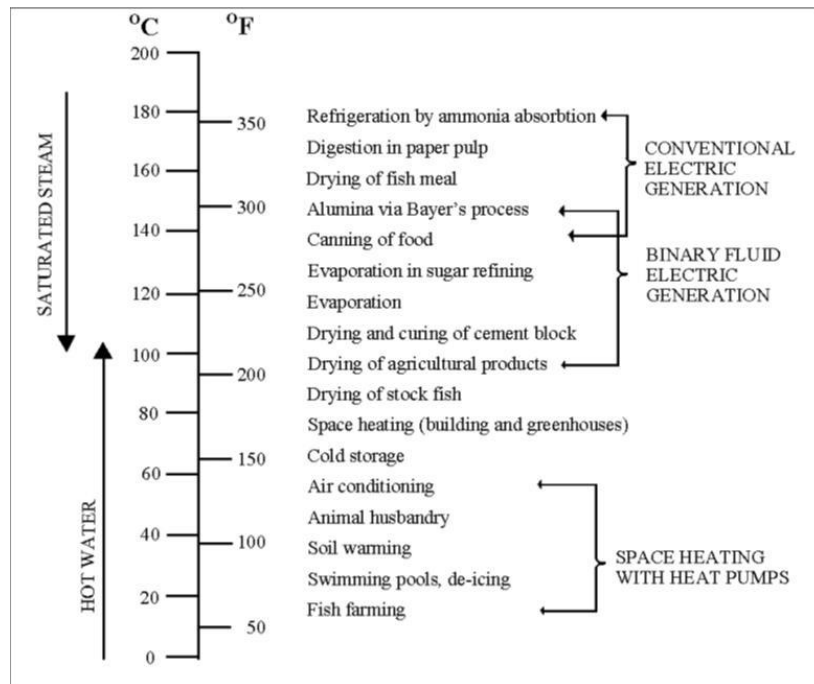 °C
°F
200
180
160
140
120
100
80
60
40
20
0
350
300
250
200
150
100
50
SATURATED STEAM
HOT WATER
Refrigeration by ammonia absorbtion
Digestion in paper pulp
Drying of fish meal
Alumina via Bayer's process
Canning of food
Evaporation in sugar refining
Evaporation
Drying and curing of cement block
Drying of agricultural products
Drying of stock fish
Space heating (building and greenhouses)
Cold storage
Air conditioning
Animal husbandry
Soil warming
Swimming pools, de-icing
Fish farming
CONVENTIONAL
ELECTRIC
GENERATION
BINARY FLUID
ELECTRIC
GENERATION
SPACE HEATING
WITH HEAT PUMPS